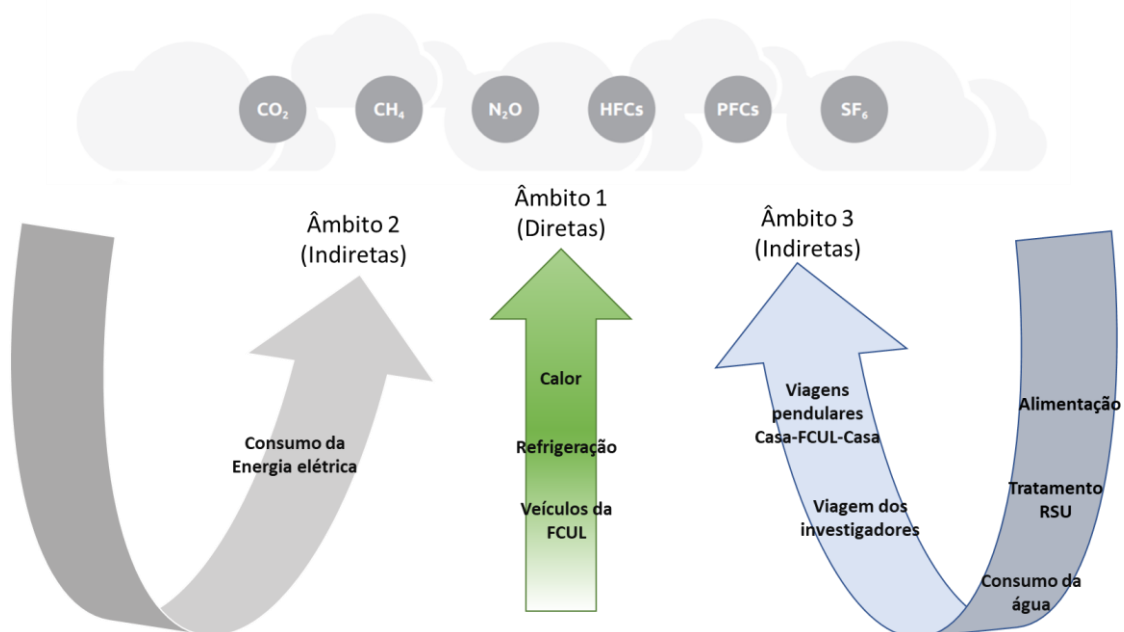 CO₂
CH₄
N₂O
HFCs
PFCs
SF₆
Âmbito 2
(Indiretas)
Âmbito 1
(Diretas)
Âmbito 3
(Indiretas)
Consumo da
Energia elétrica
Calor
Refrigeração
Veículos da
FCUL
Viagens
pendulares
Casa-FCUL-Casa
Viagem dos
investigadores
Alimentação
Tratamento
RSU
Consumo da
água